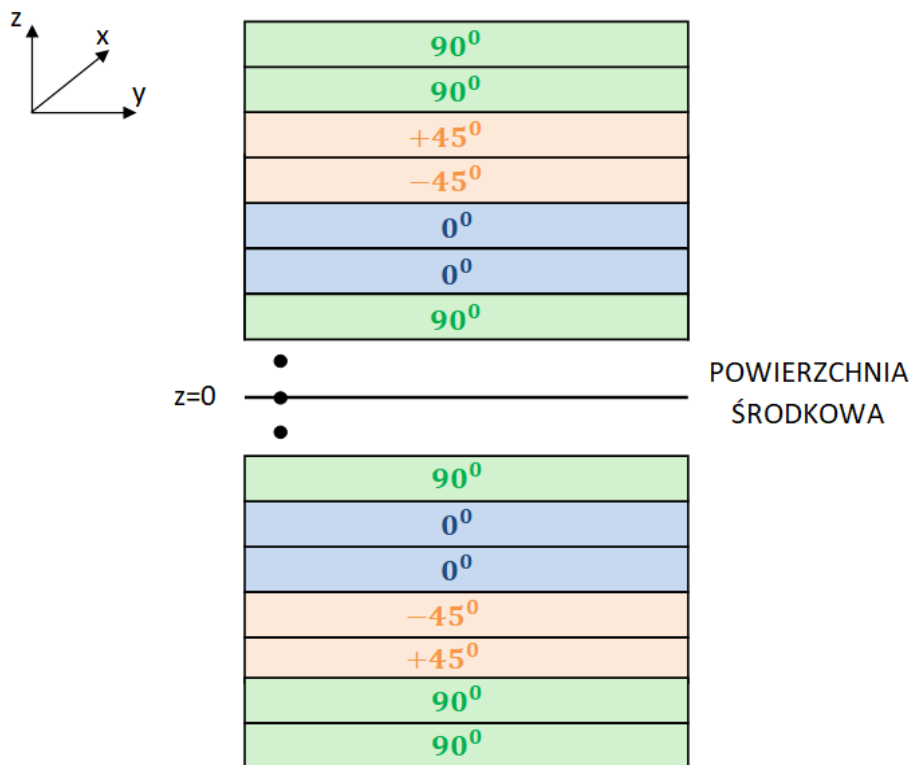 z
x
y
90⁰
90⁰
+45⁰
−45⁰
0⁰
0⁰
90⁰
z=0
POWIERZCHNIA
ŚRODKOWA
90⁰
0⁰
0⁰
−45⁰
+45⁰
90⁰
90⁰